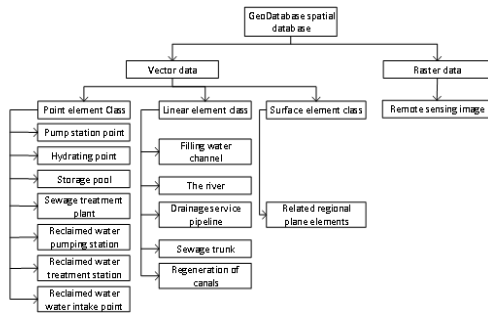 GeoDatabase spatial
database
Vector data
Raster data
Point element Class
Linear element class
Surface element class
Remote sensing image
Pump station point
Hydrating point
Storage pool
Sewage treatment
plant
Reclaimed water
pumping station
Reclaimed water
treatment station
Reclaimed water
water intake point
Filling water
channel
The river
Drainage service
pipeline
Sewage trunk
Regeneration of
canals
Related regional
plane elements